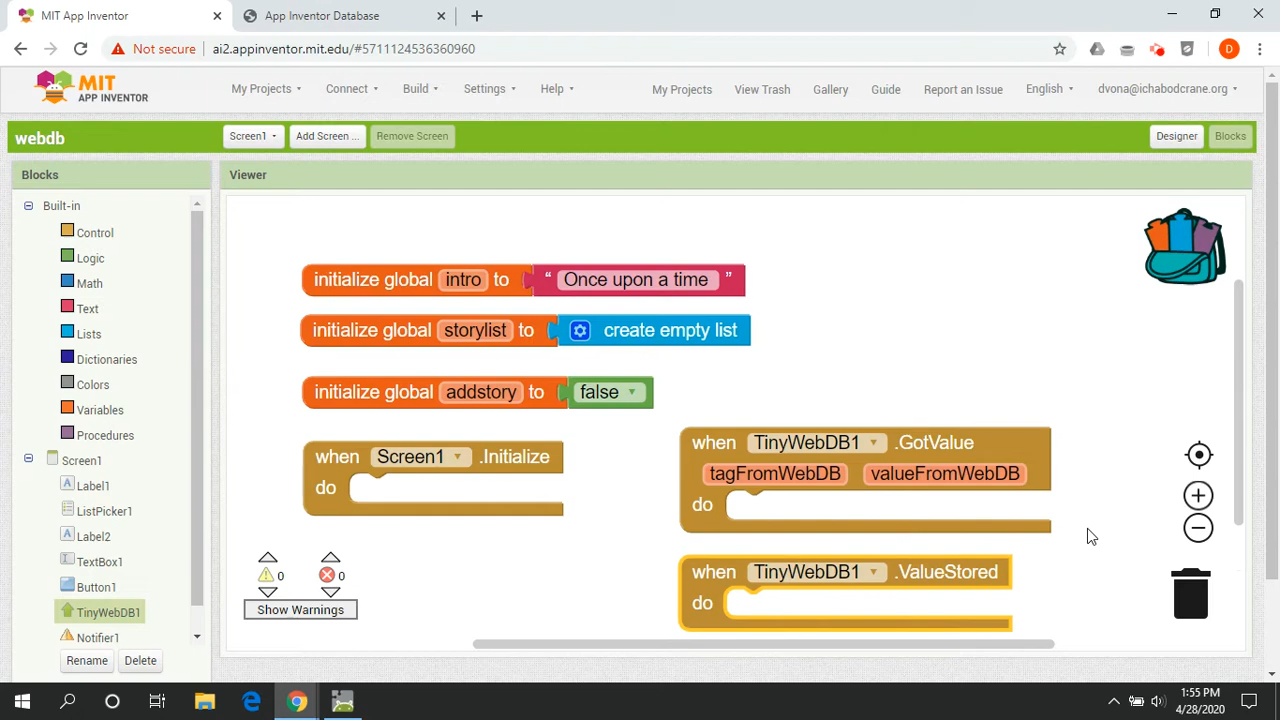 MIT App Inventor
App Inventor Database
Not secure
ai2.appinventor.mit.edu/#5711124536360960
D
MIT
APP INVENTOR
My Projects
Connect
Build
Settings
Help
My Projects
View Trash
Gallery
Guide
Report an Issue
English
dvona@ichabodcrane.org
webdb
Screen1
Add Screen ...
Remove Screen
Designer
Blocks
Blocks
Viewer
Built-in
Control
Logic
Math
Text
Lists
Dictionaries
Colors
Variables
Procedures
Screen1
Label1
ListPicker1
Label2
TextBox1
Button1
TinyWebDB1
Notifier1
Rename
Delete
initialize global intro to “ Once upon a time ”
initialize global storylist to create empty list
initialize global addstory to false
when Screen1 .Initialize
do
when TinyWebDB1 .GotValue
tagFromWebDB valueFromWebDB
do
when TinyWebDB1 .ValueStored
do
0
0
Show Warnings
1:55 PM
4/28/2020